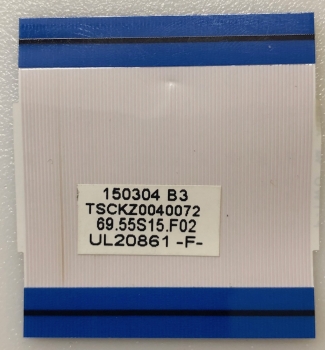 150304 B3
TSCKZ0040072
69.55S15.F02
UL20861 -F-